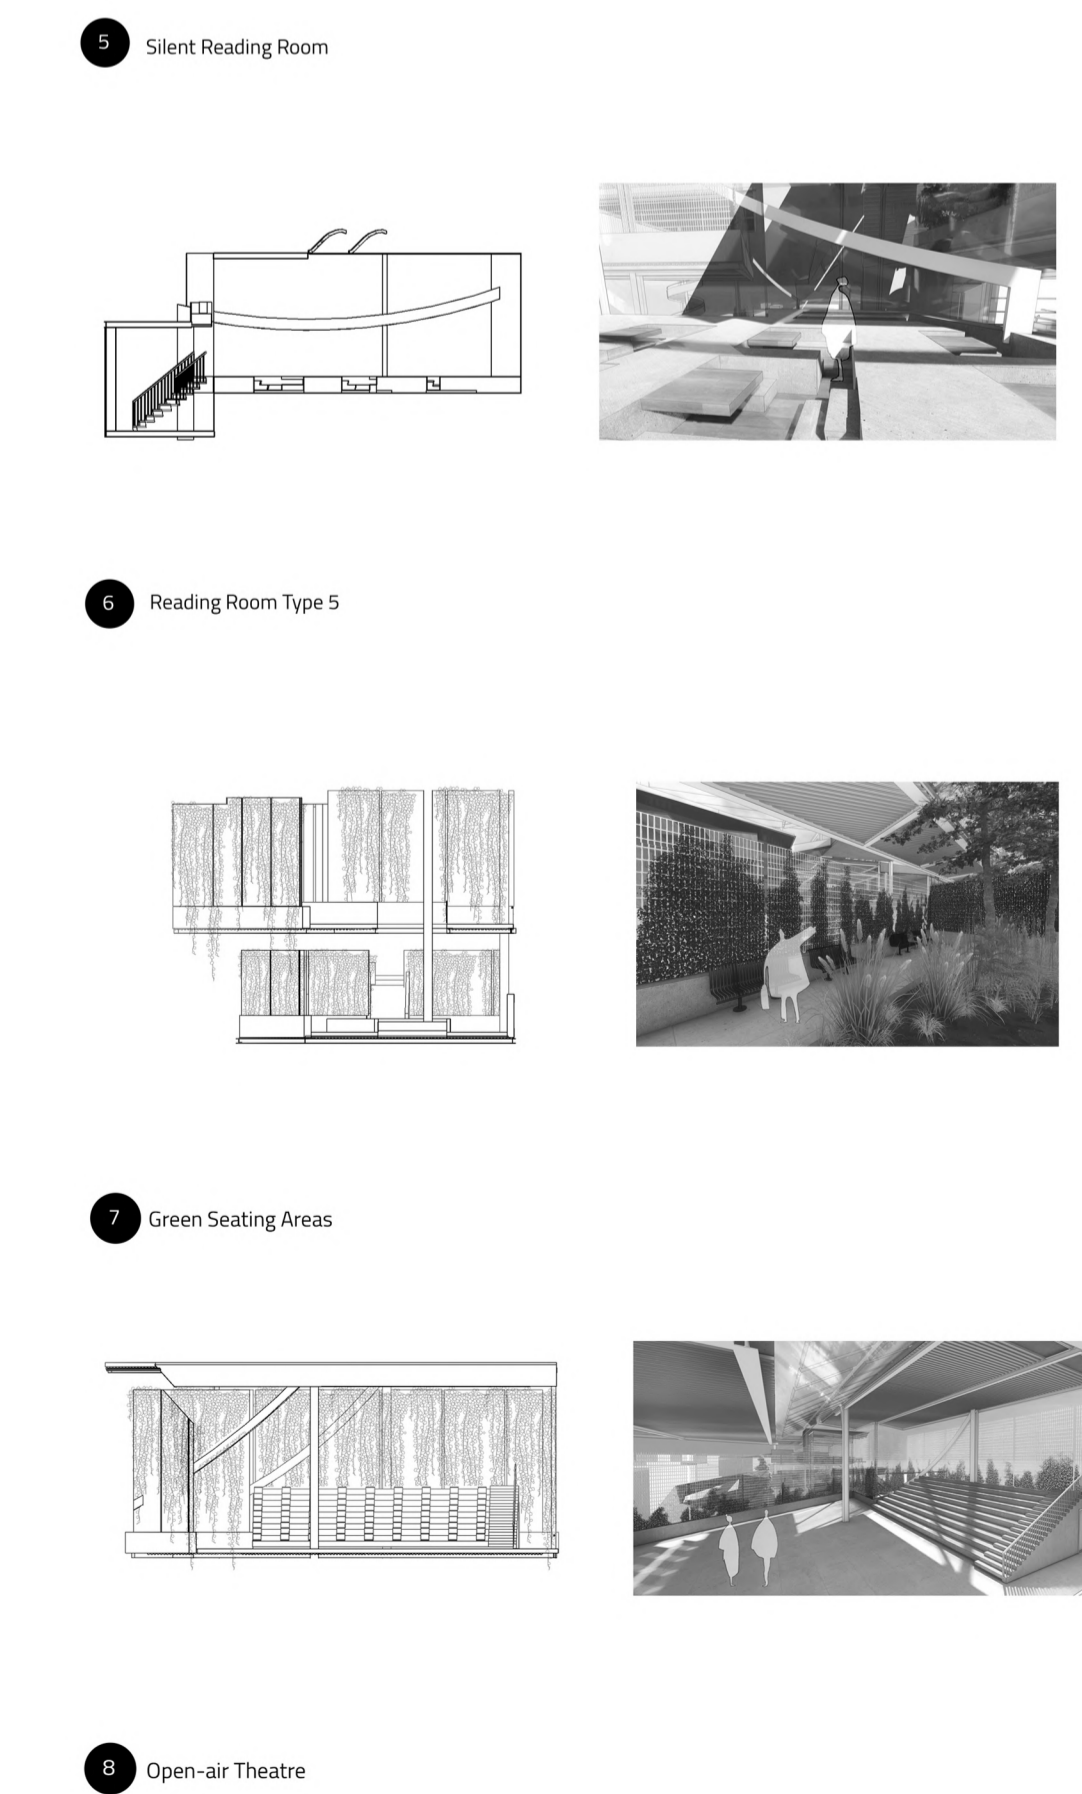 5
Silent Reading Room
6
Reading Room Type 5
7
Green Seating Areas
8
Open-air Theatre